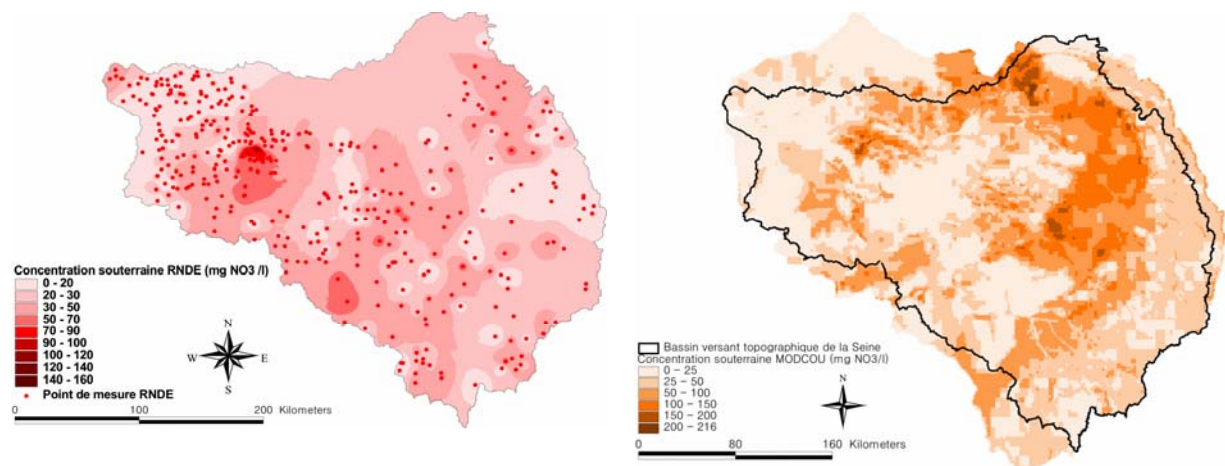 Concentration souterraine RNDE (mg NO3 /l)
0 - 20
20 - 30
30 - 50
50 - 70
70 - 90
90 - 100
100 - 120
120 - 140
140 - 160
Point de mesure RNDE
N
W E
S
0 100 200 Kilometers
Bassin versant topographique de la Seine
Concentration souterraine MODCOU (mg NO3/l)
0 - 25
25 - 50
50 - 100
100 - 150
150 - 200
200 - 216
N
0 80 160 Kilometers